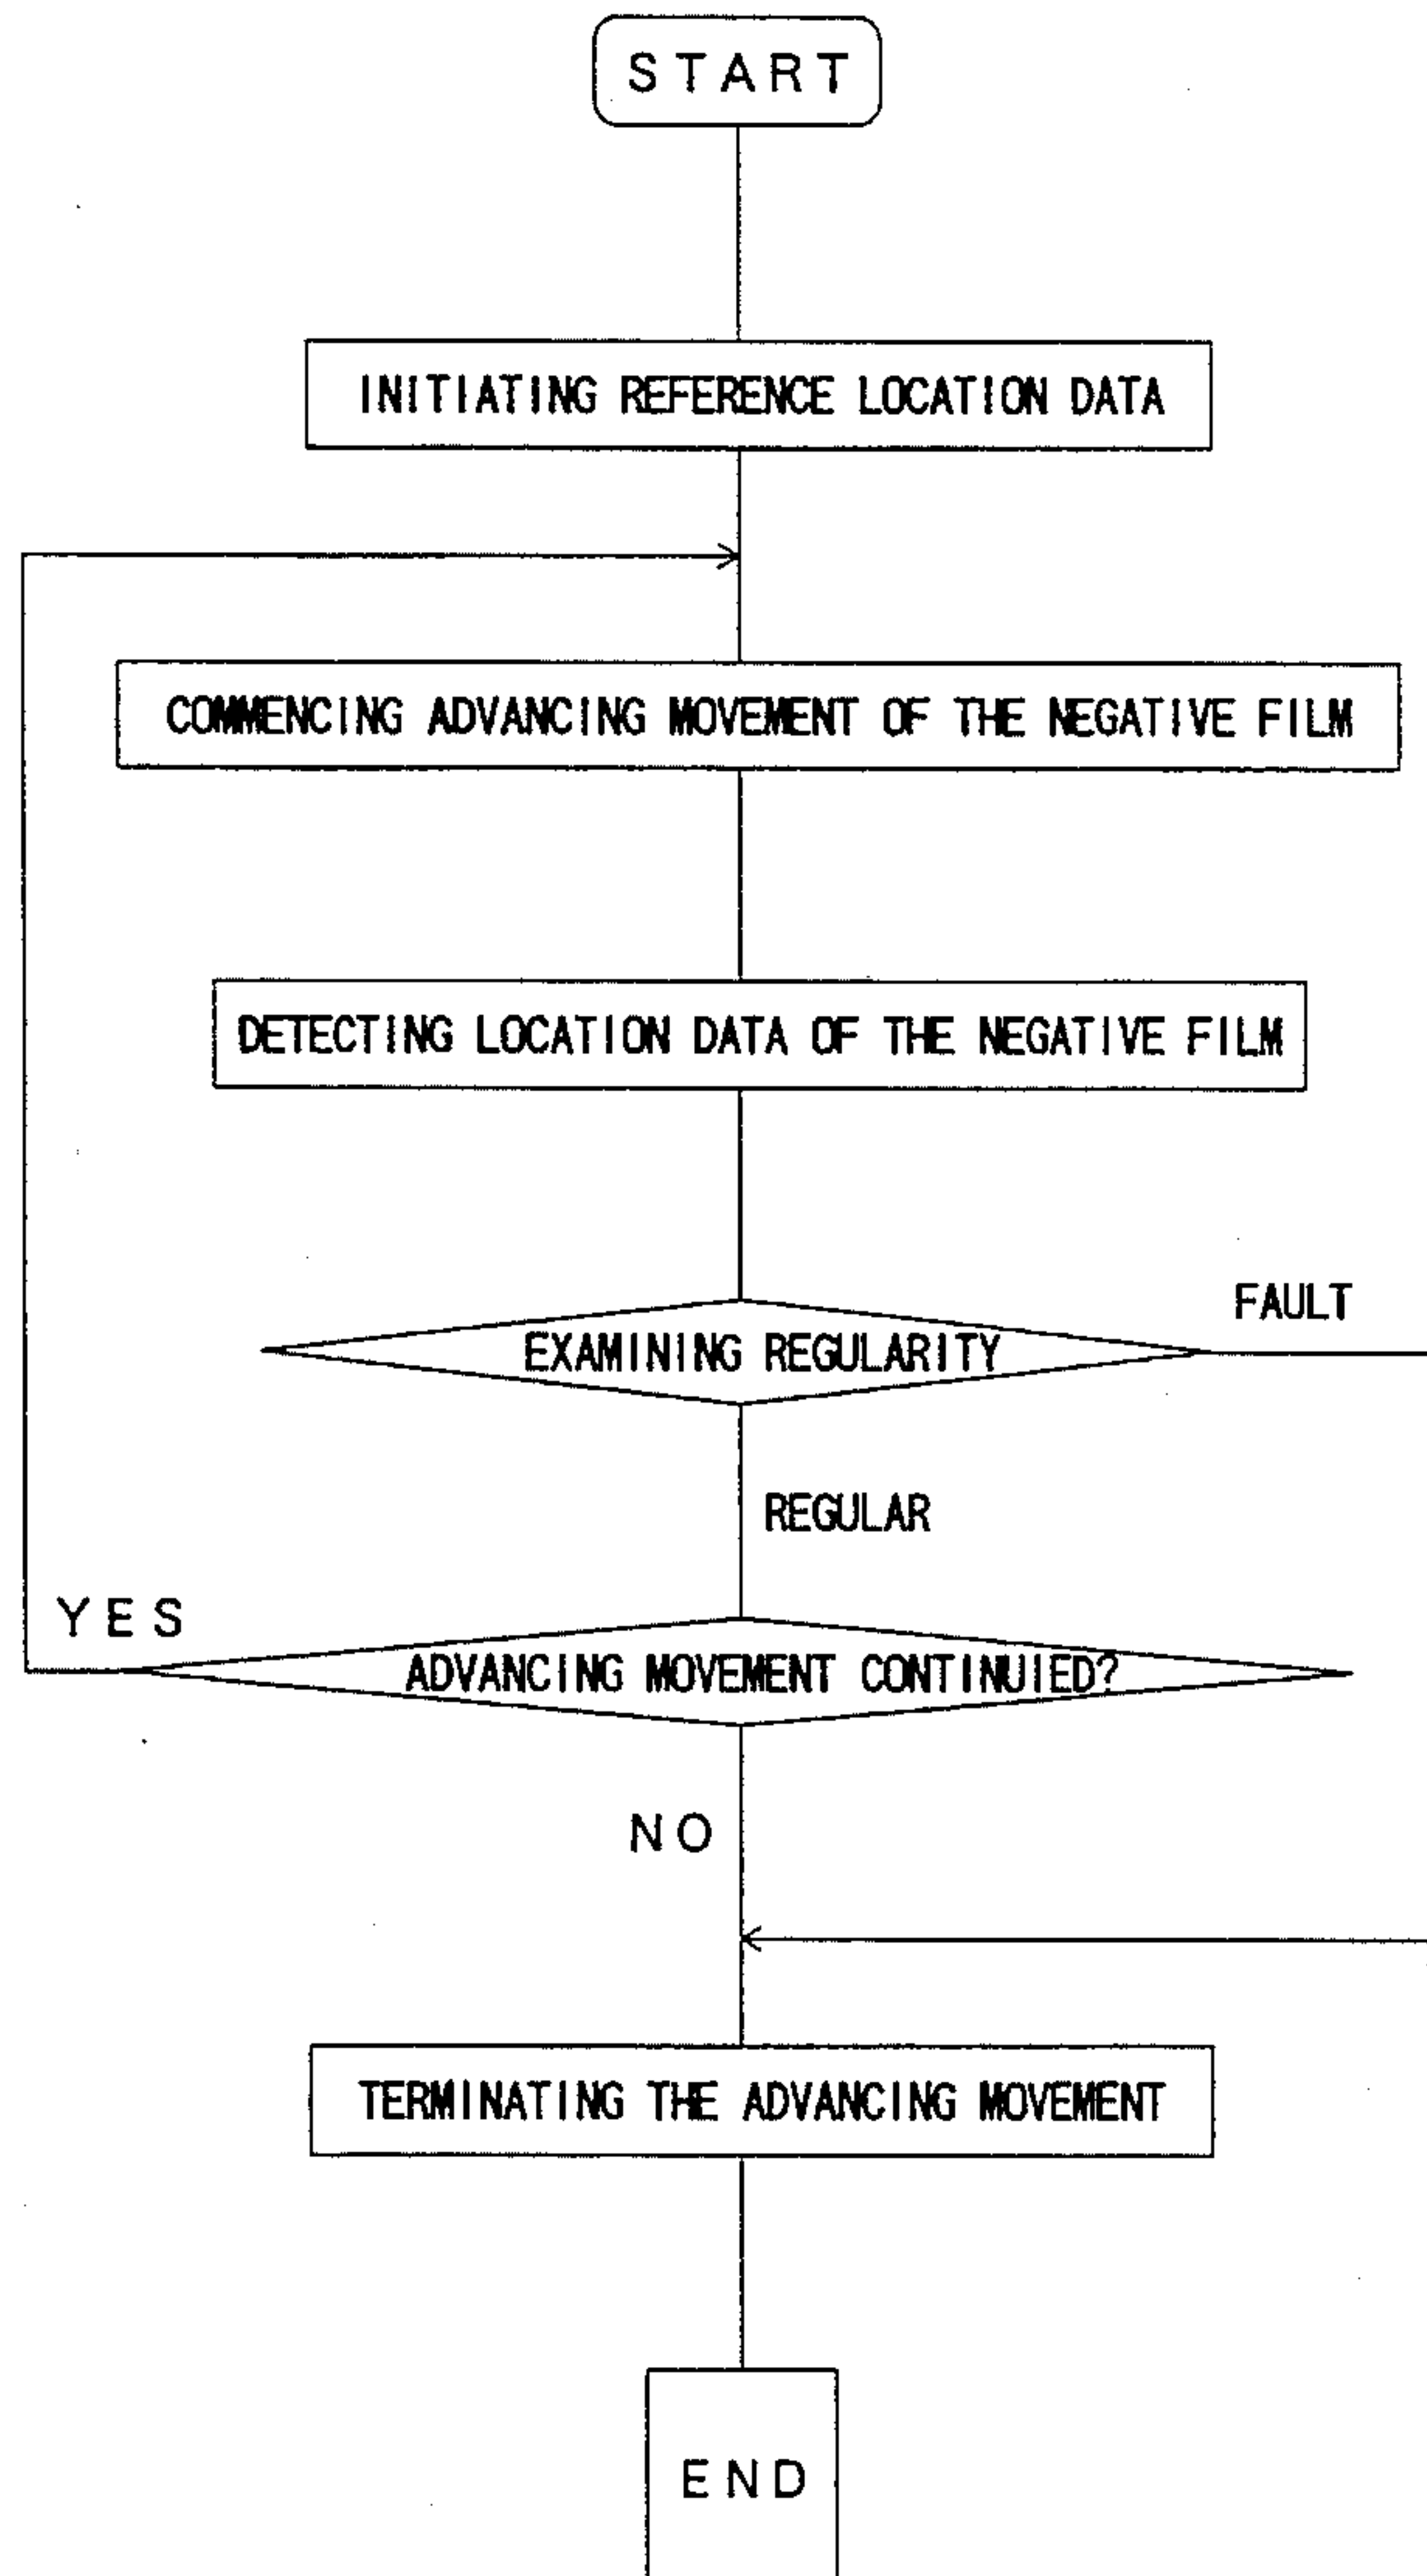 START
INITIATING REFERENCE LOCATION DATA
COMMENCING ADVANCING MOVEMENT OF THE NEGATIVE FILM
DETECTING LOCATION DATA OF THE NEGATIVE FILM
FAULT
EXAMINING REGULARITY
REGULAR
YES
ADVANCING MOVEMENT CONTINUIED?
NO
TERMINATING THE ADVANCING MOVEMENT
END